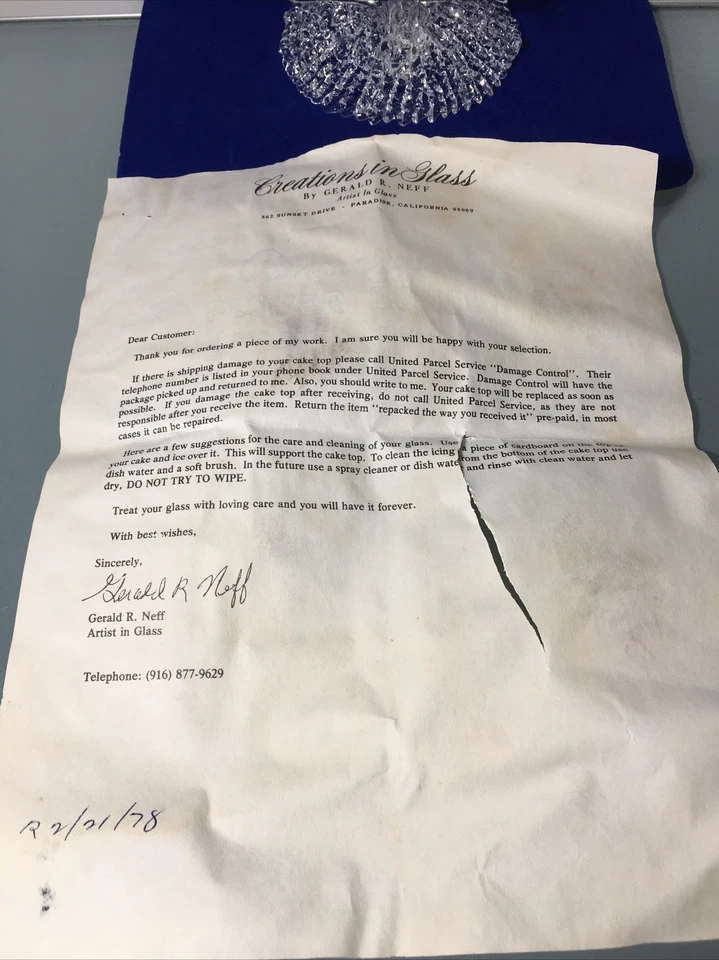 Creations in Glass
By GERALD R. NEFF
Artist In Glass
562 SUNSET DRIVE · PARADISE, CALIFORNIA 95969
Dear Customer:
Thank you for ordering a piece of my work. I am sure you will be happy with your selection.
If there is shipping damage to your cake top please call United Parcel Service "Damage Control". Their
telephone number is listed in your phone book under United Parcel Service. Damage Control will have the
package picked up and returned to me. Also, you should write to me. Your cake top will be replaced as soon as
possible. If you damage the cake top after receiving, do not call United Parcel Service, as they are not
responsible after you receive the item. Return the item "repacked the way you received it" pre-paid, in most
cases it can be repaired.
Here are a few suggestions for the care and cleaning of your glass. Use a piece of cardboard on the top
your cake and ice over it. This will support the cake top. To clean the icing from the bottom of the cake top use
dish water and a soft brush. In the future use a spray cleaner or dish water and rinse with clean water and let
dry, DO NOT TRY TO WIPE.
Treat your glass with loving care and you will have it forever.
With best wishes,
Sincerely,
Gerald R Neff
Gerald R. Neff
Artist in Glass
Telephone: (916) 877-9629
R 2/21/78